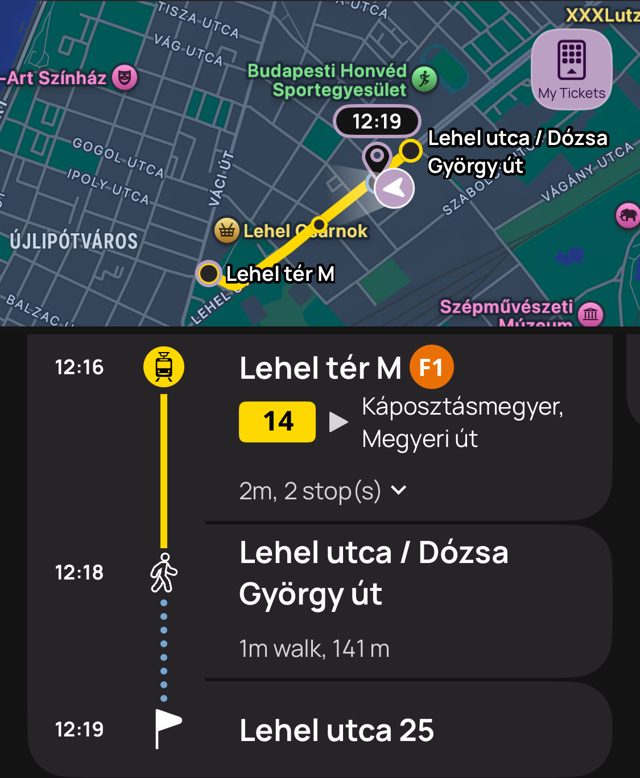 XXXLutz
TISZA UTCA
UTCA
VÁG UTCA
-Art Színház
Budapesti Honvéd
Sportegyesület
My Tickets
12:19
Lehel utca / Dózsa
György út
GOGOL UTCA
IPOLY UTCA
VÁCI ÚT
VÁGÁNY UTCA
ÚJLIPÓTVÁROS
Lehel Csarnok
Lehel tér M
LEHEL
BALZAC U
Szépművészeti
Múzeum
12:16
Lehel tér M F1
14
Káposztásmegyer,
Megyeri út
2m, 2 stop(s)
12:18
Lehel utca / Dózsa
György út
1m walk, 141 m
12:19
Lehel utca 25